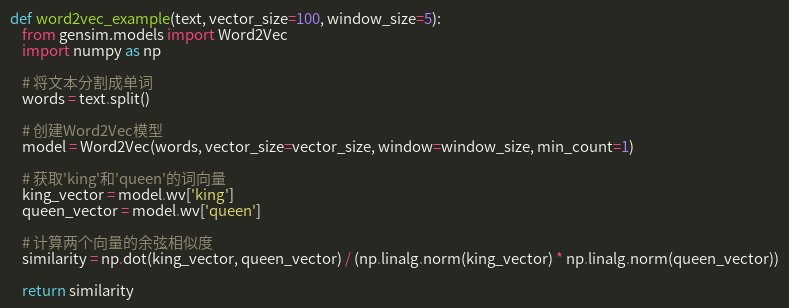 def word2vec_example(text, vector_size=100, window_size=5):
from gensim.models import Word2Vec
import numpy as np
# 将文本分割成单词
words = text.split()
# 创建Word2Vec模型
model = Word2Vec(words, vector_size=vector_size, window=window_size, min_count=1)
# 获取'king'和'queen'的词向量
king_vector = model.wv['king']
queen_vector = model.wv['queen']
# 计算两个向量的余弦相似度
similarity = np.dot(king_vector, queen_vector) / (np.linalg.norm(king_vector) * np.linalg.norm(queen_vector))
return similarity